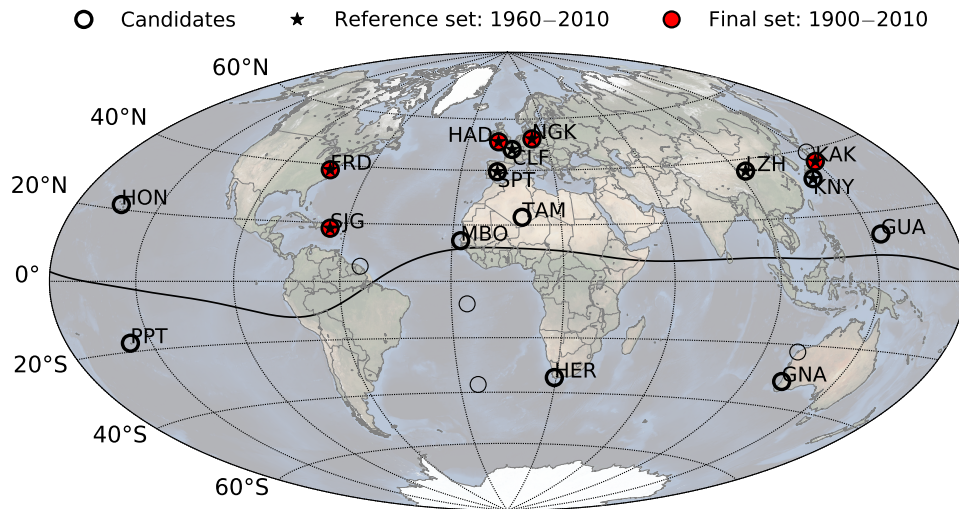 Candidates Reference set: 1960−2010 Final set: 1900−2010
60°N
40°N
HAD NGK
CLF
KAK
FRD
LZH
SPT
KNY
20°N
HON
TAM
SJG
MBO
GUA
0°
PPT
20°S
HER
GNA
40°S
60°S